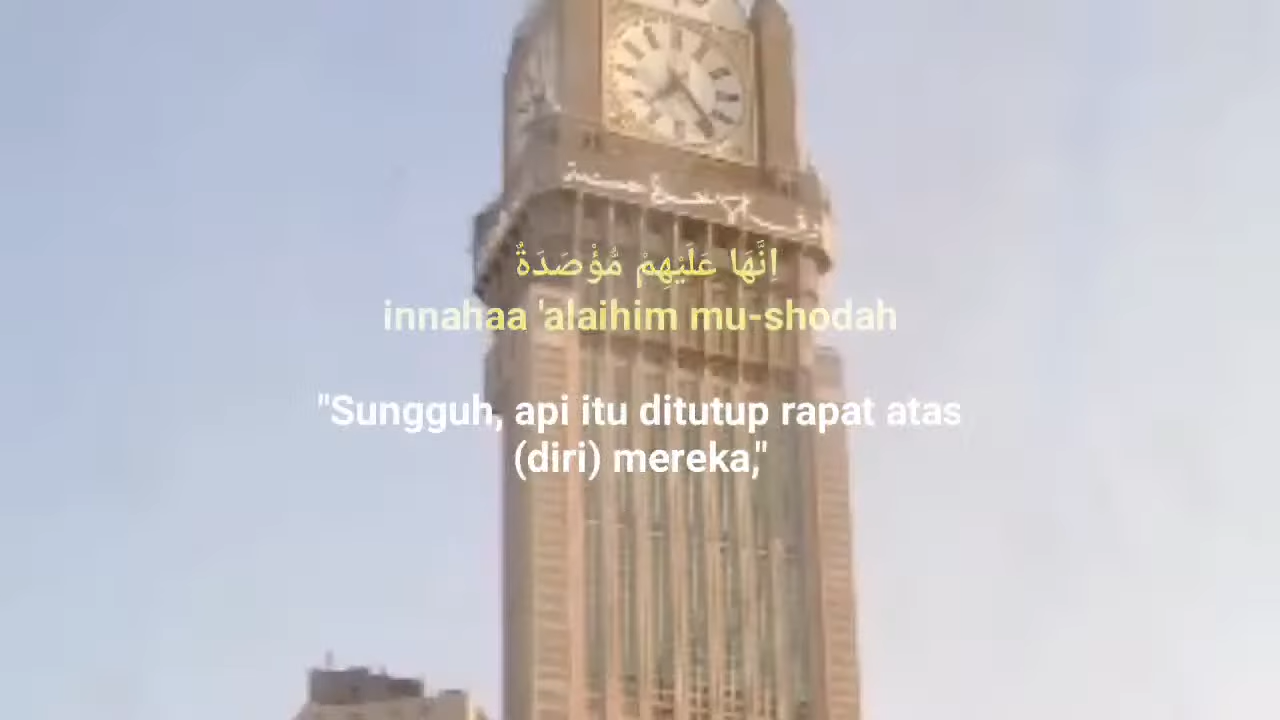 اِنَّهَا عَلَيْهِمْ مُّؤْصَدَةٌ
innahaa 'alaihim mu-shodah
"Sungguh, api itu ditutup rapat atas
(diri) mereka,"